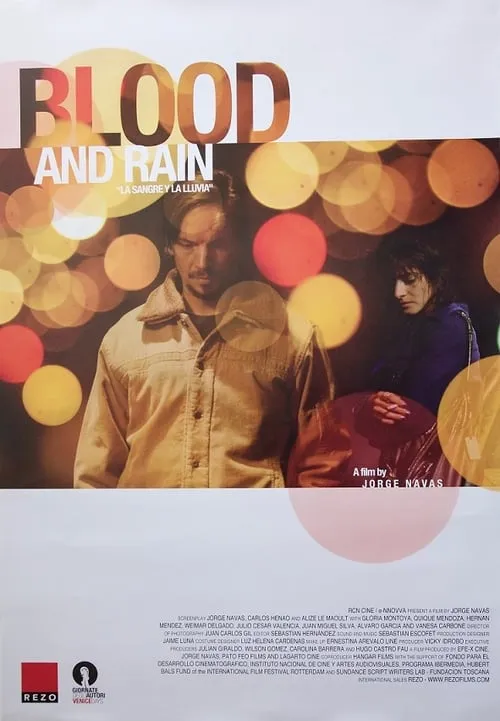 BLOOD
AND RAIN
"LA SANGRE Y LA LLUVIA"
A film by
JORGE NAVAS
RCN CINE / e-NNOVVA PRESENT A FILM BY JORGE NAVAS
SCREENPLAY JORGE NAVAS, CARLOS HENAO AND ALIZE LE MAOULT WITH GLORIA MONTOYA, QUIQUE MENDOZA, HERNAN
MENDEZ, WEIMAR DELGADO, JULIO CESAR VALENCIA, JUAN MIGUEL SILVA, ALVARO GARCIA AND VANESA CARBONE DIRECTOR
OF PHOTOGRAPHY JUAN CARLOS GIL EDITOR SEBASTIAN HERNANDEZ SOUND AND MUSIC SEBASTIAN ESCOFET PRODUCTION DESIGNER
JAIME LUNA COSTUME DESIGNER LUZ HELENA CARDENAS MAKE UP ERNESTINA AREVALO LINE PRODUCER VICKY IDROBO EXECUTIVE
PRODUCERS JULIAN GIRALDO, WILSON GOMEZ, CAROLINA BARRERA AND HUGO CASTRO FAU A FILM PRODUCED BY EFE-X CINE,
JORGE NAVAS, PATO FEO FILMS AND LAGARTO CINE COPRODUCER HANGAR FILMS WITH THE SUPPORT OF FONDO PARA EL
DESARROLLO CINEMATOGRAFICO, INSTITUTO NACIONAL DE CINE Y ARTES AUDIOVISUALES, PROGRAMA IBERMEDIA, HUBERT
BALS FUND of the INTERNATIONAL FILM FESTIVAL ROTTERDAM AND SUNDANCE SCRIPT WRITERS LAB - FUNDACION TOSCANA
INTERNATIONAL SALES REZO - WWW.REZOFILMS.COM
REZO
GIORNATE
DEGLI AUTORI
VENICE DAYS